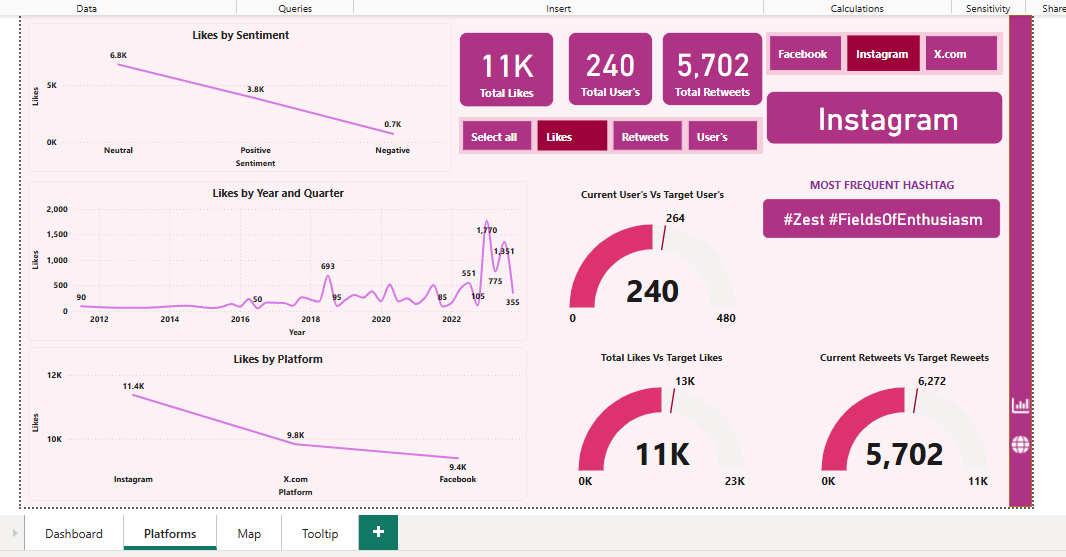 Data Queries Insert Calculations Sensitivity Share
Likes by Sentiment
Likes
5K
0K
6.8K
3.8K
0.7K
Neutral Positive Negative
Sentiment
11K
Total Likes
240
Total User's
5,702
Total Retweets
Facebook Instagram X.com
Select all Likes Retweets User's
Instagram
MOST FREQUENT HASHTAG
#Zest #FieldsOfEnthusiasm
Likes by Year and Quarter
Likes
2,000
1,500
1,000
500
0
90
50
693
95
85
551
105
1,770
775
1,351
355
2012 2014 2016 2018 2020 2022
Year
Current User's Vs Target User's
264
240
0 480
Likes by Platform
Likes
12K
10K
11.4K
9.8K
9.4K
Instagram X.com Facebook
Platform
Total Likes Vs Target Likes
13K
11K
0K 23K
Current Retweets Vs Target Reweets
6,272
5,702
0K 11K
Dashboard Platforms Map Tooltip +